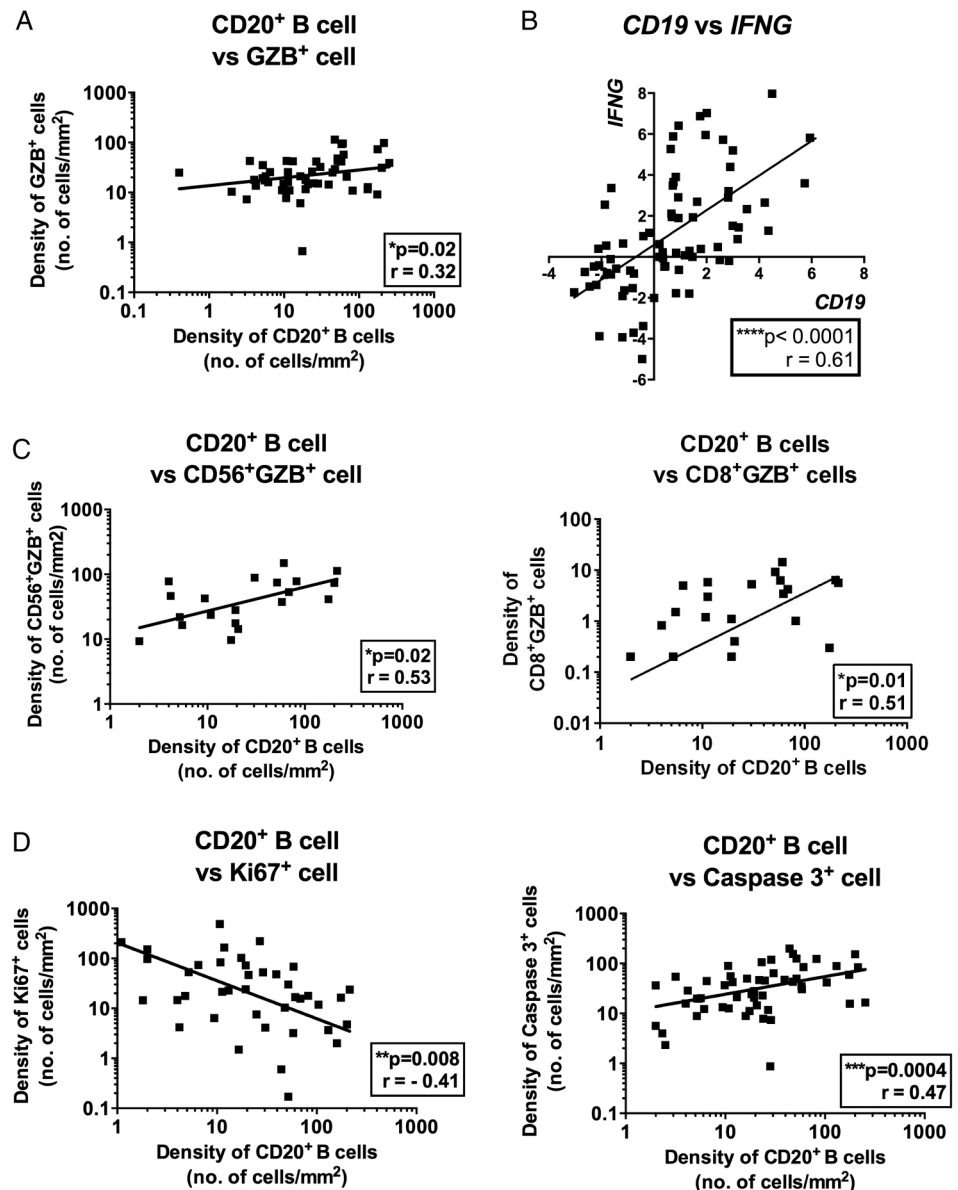 A
CD20+ B cell
vs GZB+ cell
Density of GZB+ cells
(no. of cells/mm2)
1000
100
10
1
0.1
0.1 1 10 100 1000
*p=0.02
r = 0.32
Density of CD20+ B cells
(no. of cells/mm2)
B
CD19 vs IFNG
IFNG
8
6
4
2
-4 -2 2 4 6 8
-2
-4
-6
CD19
****p< 0.0001
r = 0.61
C
CD20+ B cell
vs CD56+GZB+ cell
Density of CD56+GZB+ cells
(no. of cells/mm2)
1000
100
10
1
1 10 100 1000
*p=0.02
r = 0.53
Density of CD20+ B cells
(no. of cells/mm2)
CD20+ B cells
vs CD8+GZB+ cells
Density of
CD8+GZB+ cells
100
10
1
0.1
0.01
1 10 100 1000
*p=0.01
r = 0.51
Density of CD20+ B cells
D
CD20+ B cell
vs Ki67+ cell
Density of Ki67+ cells
(no. of cells/mm2)
1000
100
10
1
0.1
1 10 100 1000
**p=0.008
r = - 0.41
Density of CD20+ B cells
(no. of cells/mm2)
CD20+ B cell
vs Caspase 3+ cell
Density of Caspase 3+ cells
(no. of cells/mm2)
1000
100
10
1
0.1
1 10 100 1000
***p=0.0004
r = 0.47
Density of CD20+ B cells
(no. of cells/mm2)